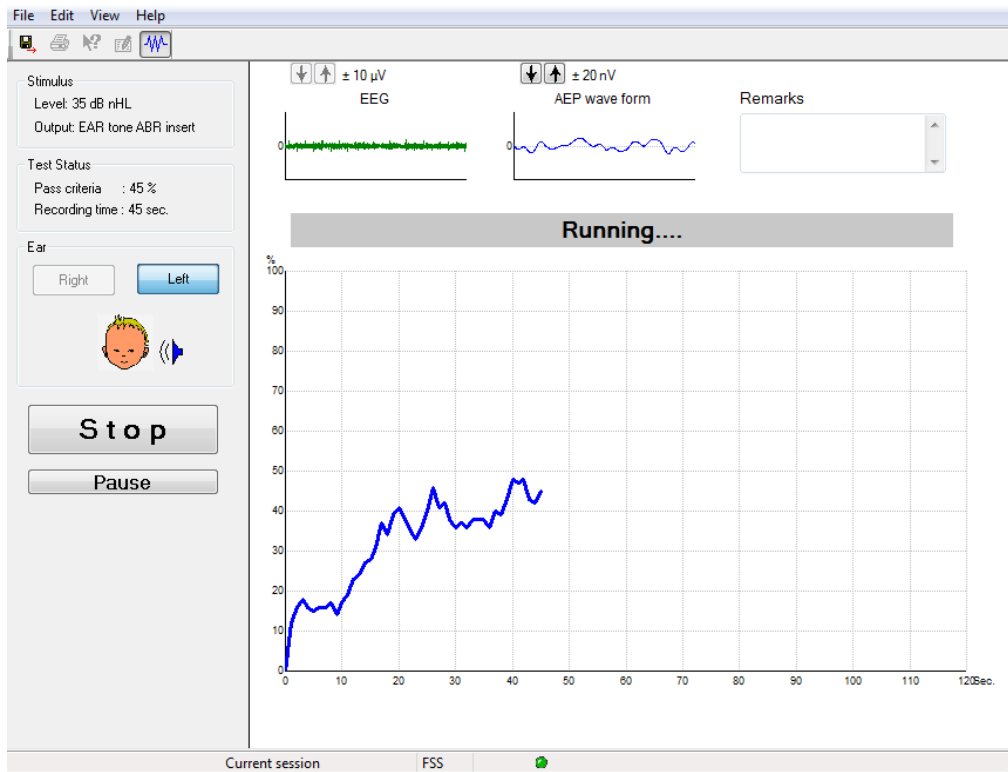 File Edit View Help
Stimulus
Level: 35 dB nHL
Output: EAR tone ABR insert
Test Status
Pass criteria : 45 %
Recording time : 45 sec.
Ear
Right Left
Stop
Pause
± 10 µV
EEG
0
± 20 nV
AEP wave form
0
Remarks
Running....
%
100
90
80
70
60
50
40
30
20
10
0
0 10 20 30 40 50 60 70 80 90 100 110 120 Sec.
Current session FSS